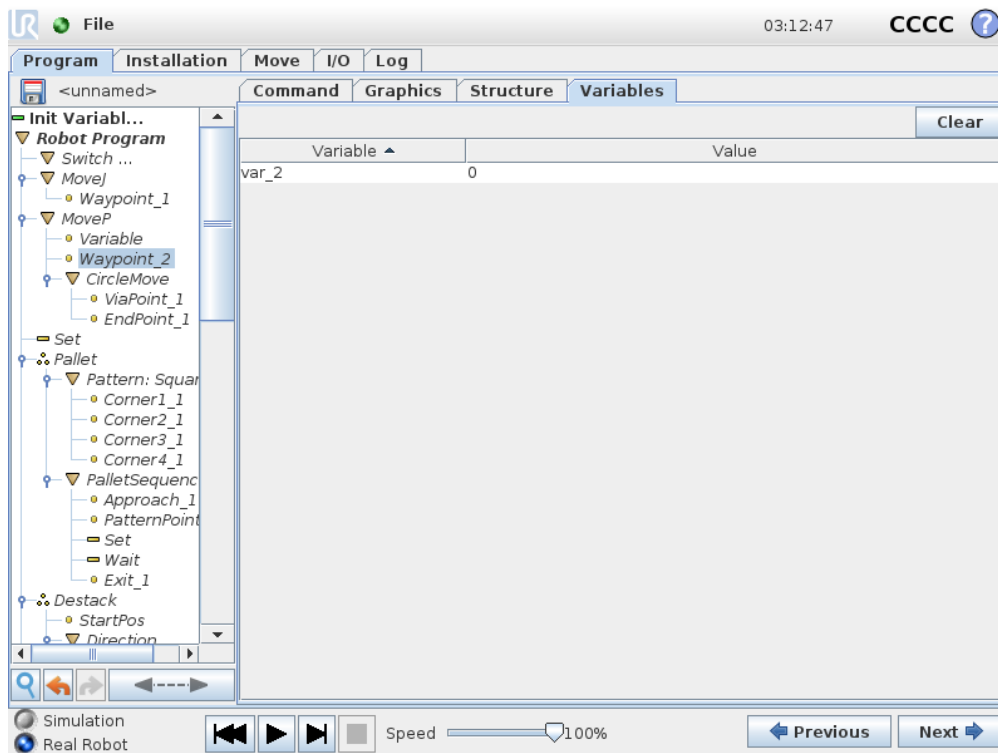 UR File 03:12:47 CCCC ?
Program Installation Move I/O Log
<unnamed> Command Graphics Structure Variables
Init Variabl...
Clear
Robot Program
Variable Value
Switch ...
var_2 0
MoveJ
Waypoint_1
MoveP
Variable
Waypoint_2
CircleMove
ViaPoint_1
EndPoint_1
Set
Pallet
Pattern: Squar
Corner1_1
Corner2_1
Corner3_1
Corner4_1
PalletSequenc
Approach_1
PatternPoint
Set
Wait
Exit_1
Destack
StartPos
Direction
Simulation
Real Robot
Speed 100%
Previous Next